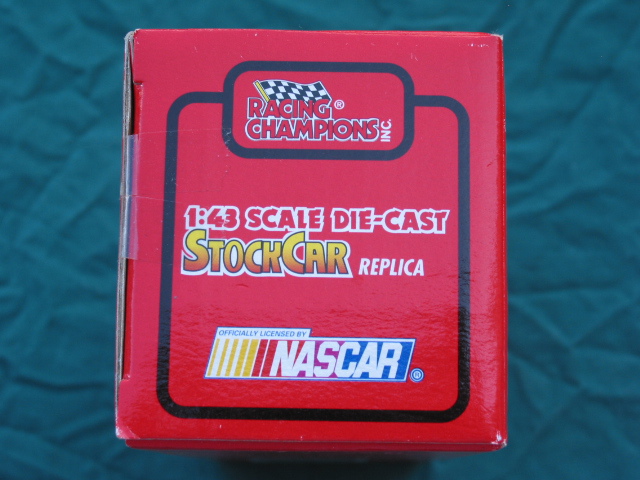 RACING®
CHAMPIONS INC.
1:43 SCALE DIE-CAST
STOCKCAR REPLICA
OFFICIALLY LICENSED BY
NASCAR®